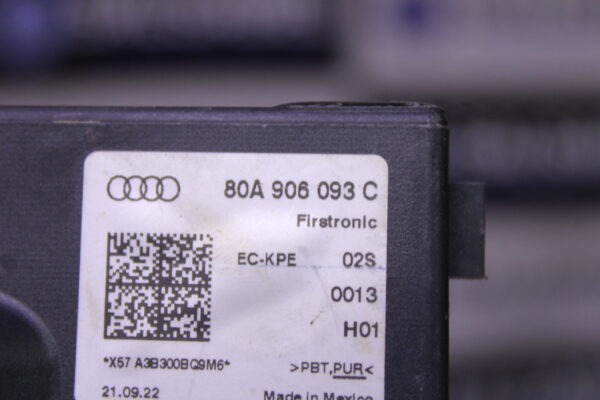 80A 906 093 C
Firstronic
EC-KPE 02S
0013
H01
*X57 A3B300BQ9M6* >PBT,PUR<
21.09.22 Made in Mexico